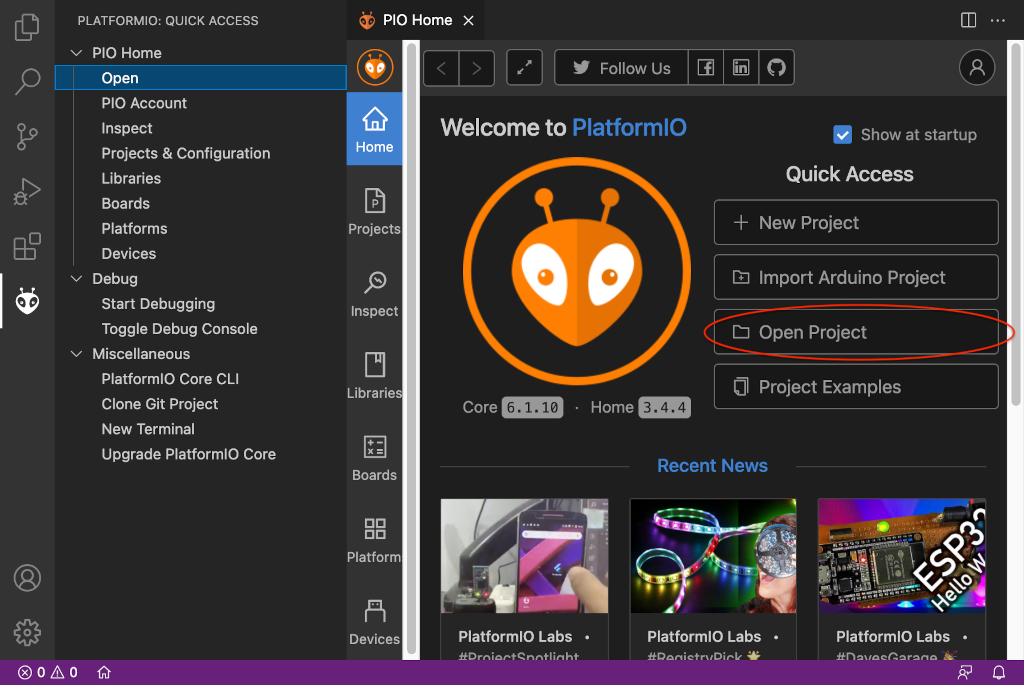 PLATFORMIO: QUICK ACCESS
PIO Home
Open
PIO Account
Inspect
Projects & Configuration
Libraries
Boards
Platforms
Devices
Debug
Start Debugging
Toggle Debug Console
Miscellaneous
PlatformIO Core CLI
Clone Git Project
New Terminal
Upgrade PlatformIO Core
0 0
PIO Home
Home
Projects
Inspect
Libraries
Boards
Platform
Devices
Follow Us
Welcome to PlatformIO
Show at startup
Core 6.1.10 · Home 3.4.4
Quick Access
New Project
Import Arduino Project
Open Project
Project Examples
Recent News
ESP32
Hello W
PlatformIO Labs •
#ProjectSpotlight
PlatformIO Labs •
#RegistryPick 🌟
PlatformIO Labs •
#DavesGarage 🎉